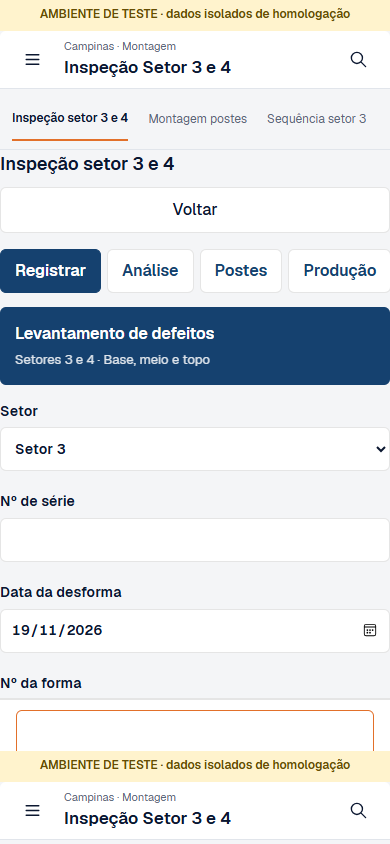 AMBIENTE DE TESTE · dados isolados de homologação
Campinas · Montagem
Inspeção Setor 3 e 4
Inspeção setor 3 e 4 Montagem postes Sequência setor 3
Inspeção setor 3 e 4
Voltar
Registrar Análise Postes Produção
Levantamento de defeitos
Setores 3 e 4 · Base, meio e topo
Setor
Setor 3
Nº de série
Data da desforma
19/11/2026
Nº da forma
AMBIENTE DE TESTE · dados isolados de homologação
Campinas · Montagem
Inspeção Setor 3 e 4